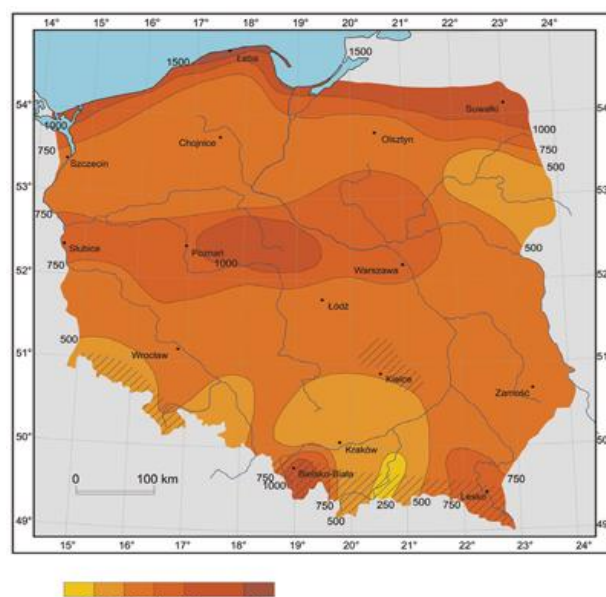 14° 15° 16° 17° 18° 19° 20° 21° 22° 23° 24°
1500
1500
Łeba
54°
1000
Suwałki
54°
1000
750
Chojnice
Olsztyn
750
500
Szczecin
53°
750
500
Słubice
Poznań
1000
Warszawa
750
52°
52°
Łódź
500
51°
Wrocław
51°
Kielce
Zamość
50°
Kraków
50°
0 100 km
750
1000
Bielsko-Biała
750
500
250
500
750
Lesko
750
49°
49°
15° 16° 17° 18° 19° 20° 21° 22° 23°